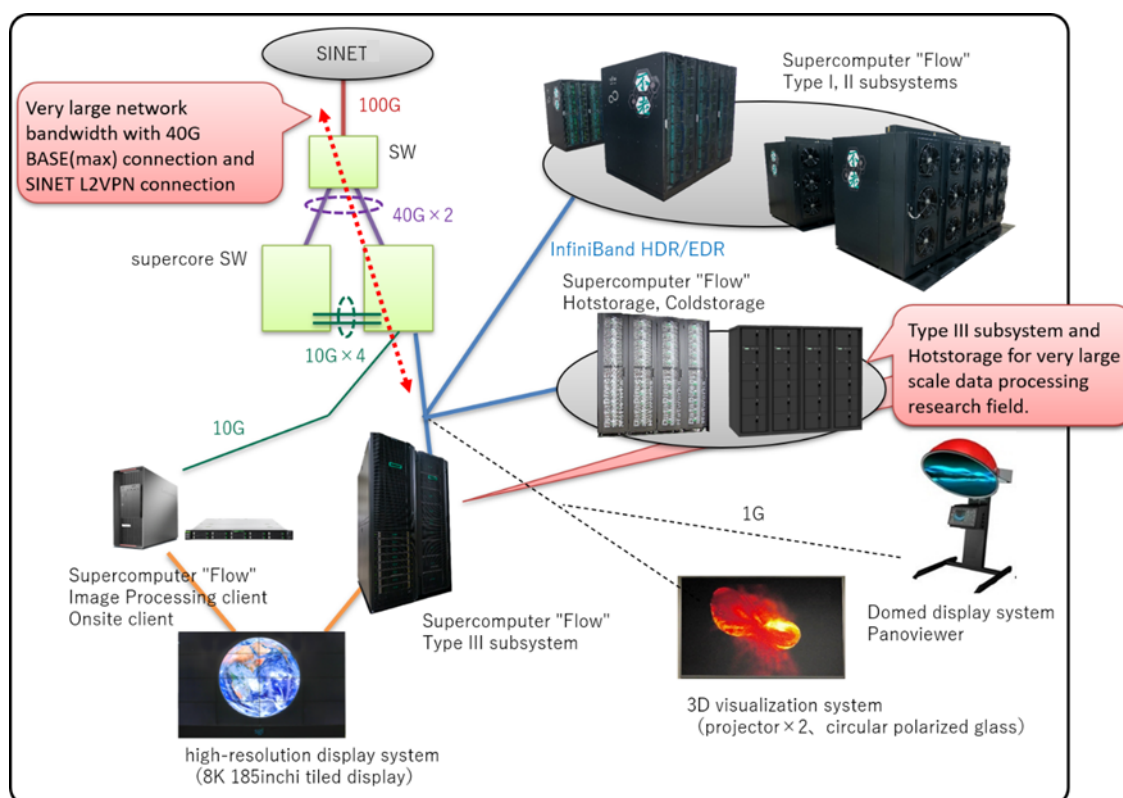 SINET
Supercomputer "Flow"
Type I, II subsystems
Very large network
bandwidth with 40G
BASE(max) connection and
SINET L2VPN connection
100G
SW
40G×2
supercore SW
InfiniBand HDR/EDR
Supercomputer "Flow"
Hotstorage, Coldstorage
10G×4
Type III subsystem and
Hotstorage for very large
scale data processing
research field.
10G
1G
Supercomputer "Flow"
Image Processing client
Onsite client
Supercomputer "Flow"
Type III subsystem
Domed display system
Panoviewer
3D visualization system
(projector×2、circular polarized glass)
high-resolution display system
(8K 185inchi tiled display)